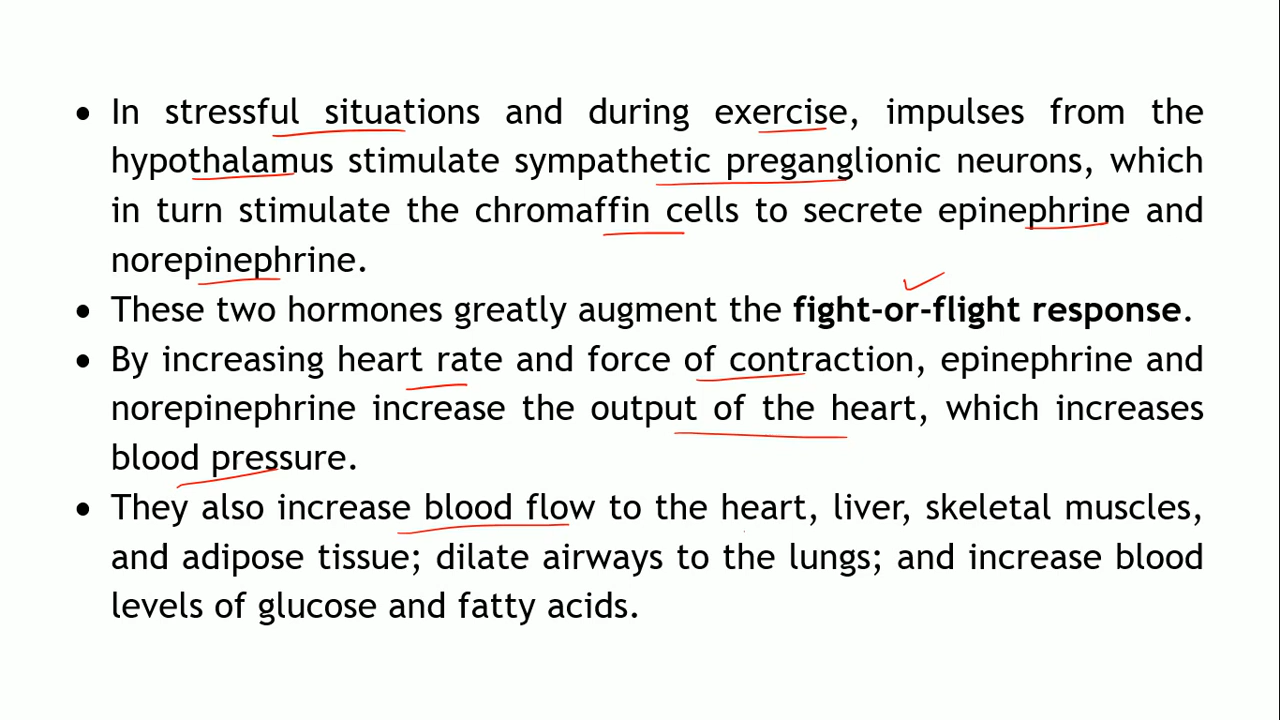 • In stressful situations and during exercise, impulses from the
hypothalamus stimulate sympathetic preganglionic neurons, which
in turn stimulate the chromaffin cells to secrete epinephrine and
norepinephrine.
• These two hormones greatly augment the fight-or-flight response.
• By increasing heart rate and force of contraction, epinephrine and
norepinephrine increase the output of the heart, which increases
blood pressure.
• They also increase blood flow to the heart, liver, skeletal muscles,
and adipose tissue; dilate airways to the lungs; and increase blood
levels of glucose and fatty acids.